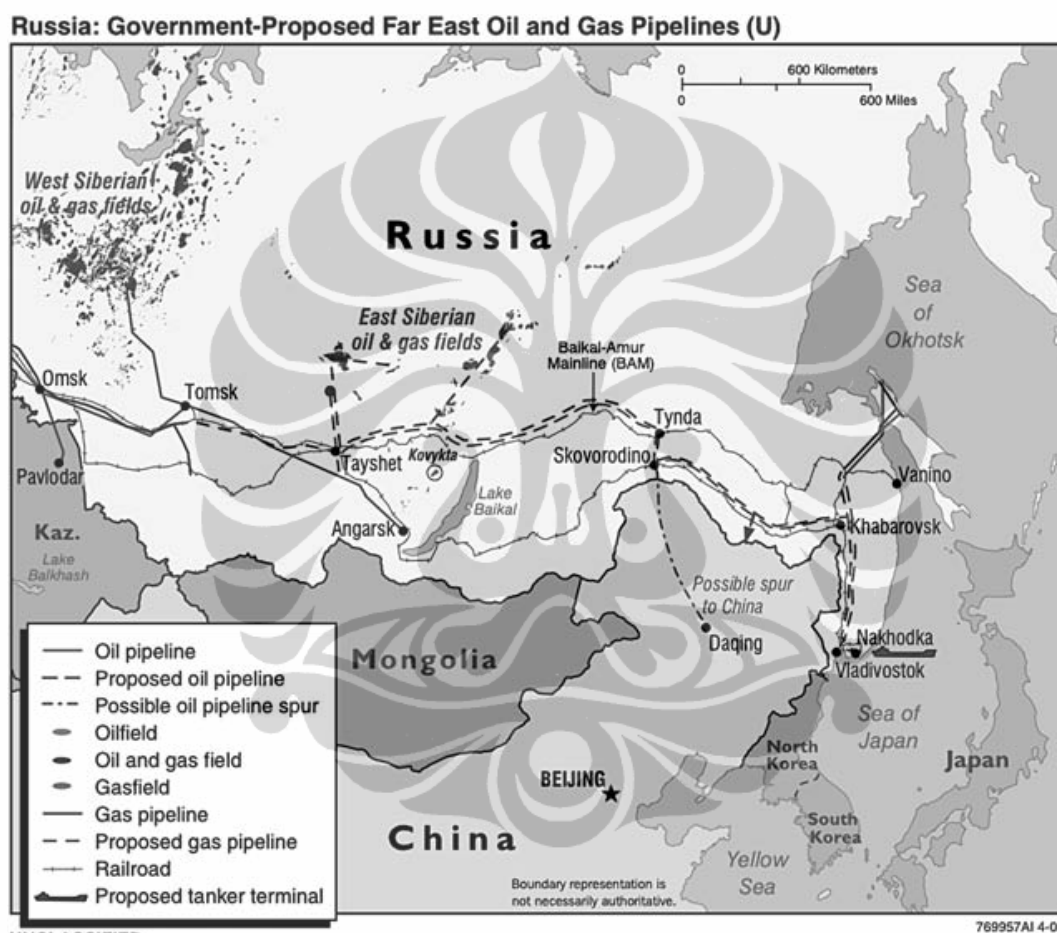 Russia: Government-Proposed Far East Oil and Gas Pipelines (U)
0 600 Kilometers
0 600 Miles
West Siberian
oil & gas fields
Russia
Sea
of
Okhotsk
East Siberian
oil & gas fields
Baikal-Amur
Mainline (BAM)
Omsk
Tomsk
Tynda
Skovorodino
Kovykta
Tayshet
Pavlodar
Vanino
Lake
Baikal
Angarsk
Khabarovsk
Kaz.
Lake
Balkhash
Possible spur
to China
Daqing
Nakhodka
Vladivostok
Mongolia
Sea of
Japan
North
Korea
Japan
BEIJING
South
Korea
China
Yellow
Sea
Oil pipeline
Proposed oil pipeline
Possible oil pipeline spur
Oilfield
Oil and gas field
Gasfield
Gas pipeline
Proposed gas pipeline
Railroad
Proposed tanker terminal
Boundary representation is
not necessarily authoritative.
769957AI 4-0